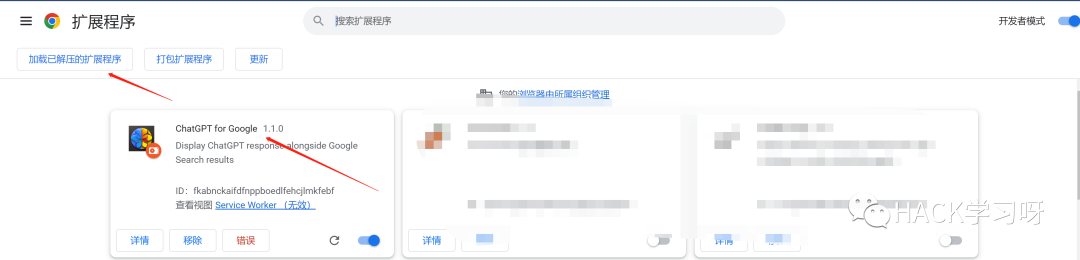 扩展程序
搜索扩展程序
开发者模式
加载已解压的扩展程序
打包扩展程序
更新
您的浏览器由所属组织管理
ChatGPT for Google 1.1.0
Display ChatGPT response alongside Google
Search results
ID: fkabnckaifdfnppboedlfehcjlmkfebf
查看视图 Service Worker （无效）
详情
移除
错误
详情
详情
HACK学习呀